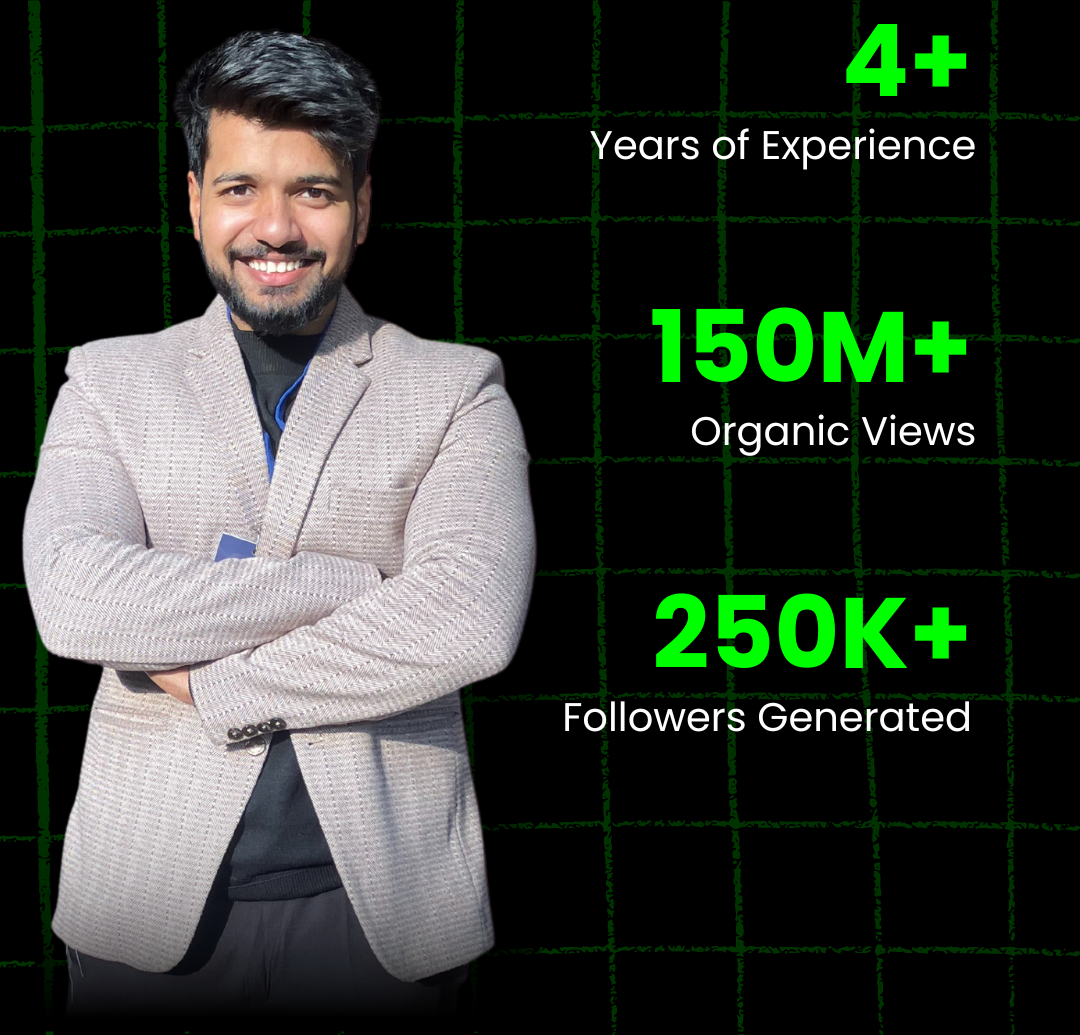 4+
Years of Experience
150M+
Organic Views
250K+
Followers Generated